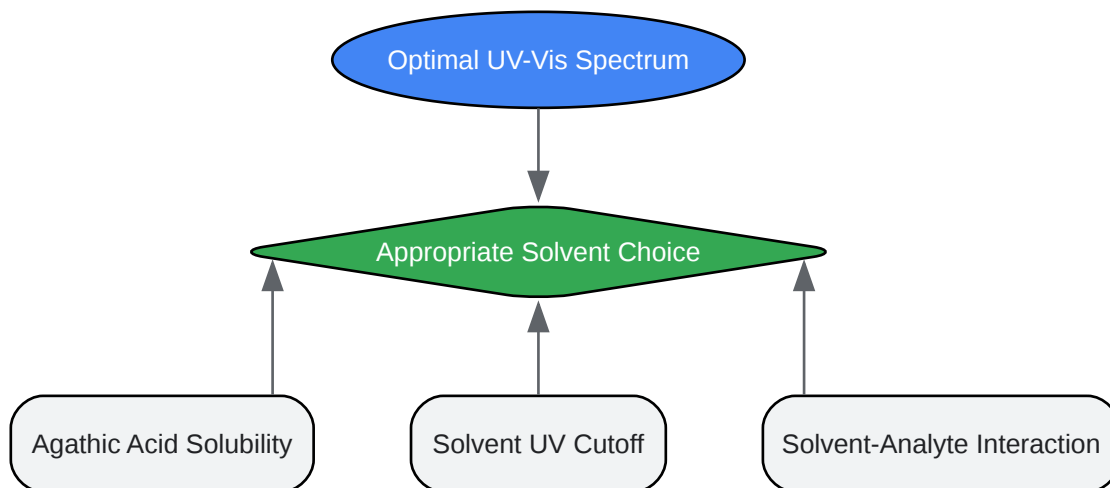 Optimal UV-Vis Spectrum
Appropriate Solvent Choice
Agathic Acid Solubility
Solvent UV Cutoff
Solvent-Analyte Interaction